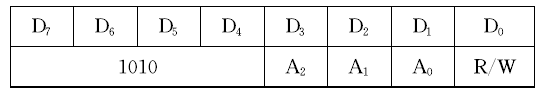 D₇ D₆ D₅ D₄ D₃ D₂ D₁ D₀
1010 A₂ A₁ A₀ R/W